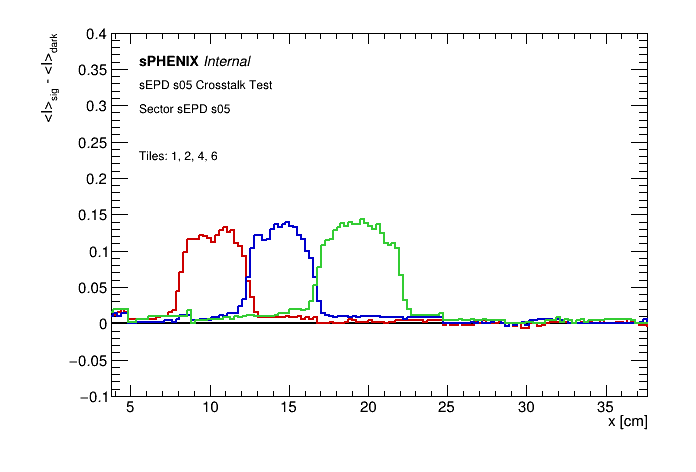 <I>sig - <I>dark
0.4
0.35
0.3
0.25
0.2
0.15
0.1
0.05
0
−0.05
−0.1
sPHENIX Internal
sEPD s05 Crosstalk Test
Sector sEPD s05
Tiles: 1, 2, 4, 6
5 10 15 20 25 30 35
x [cm]